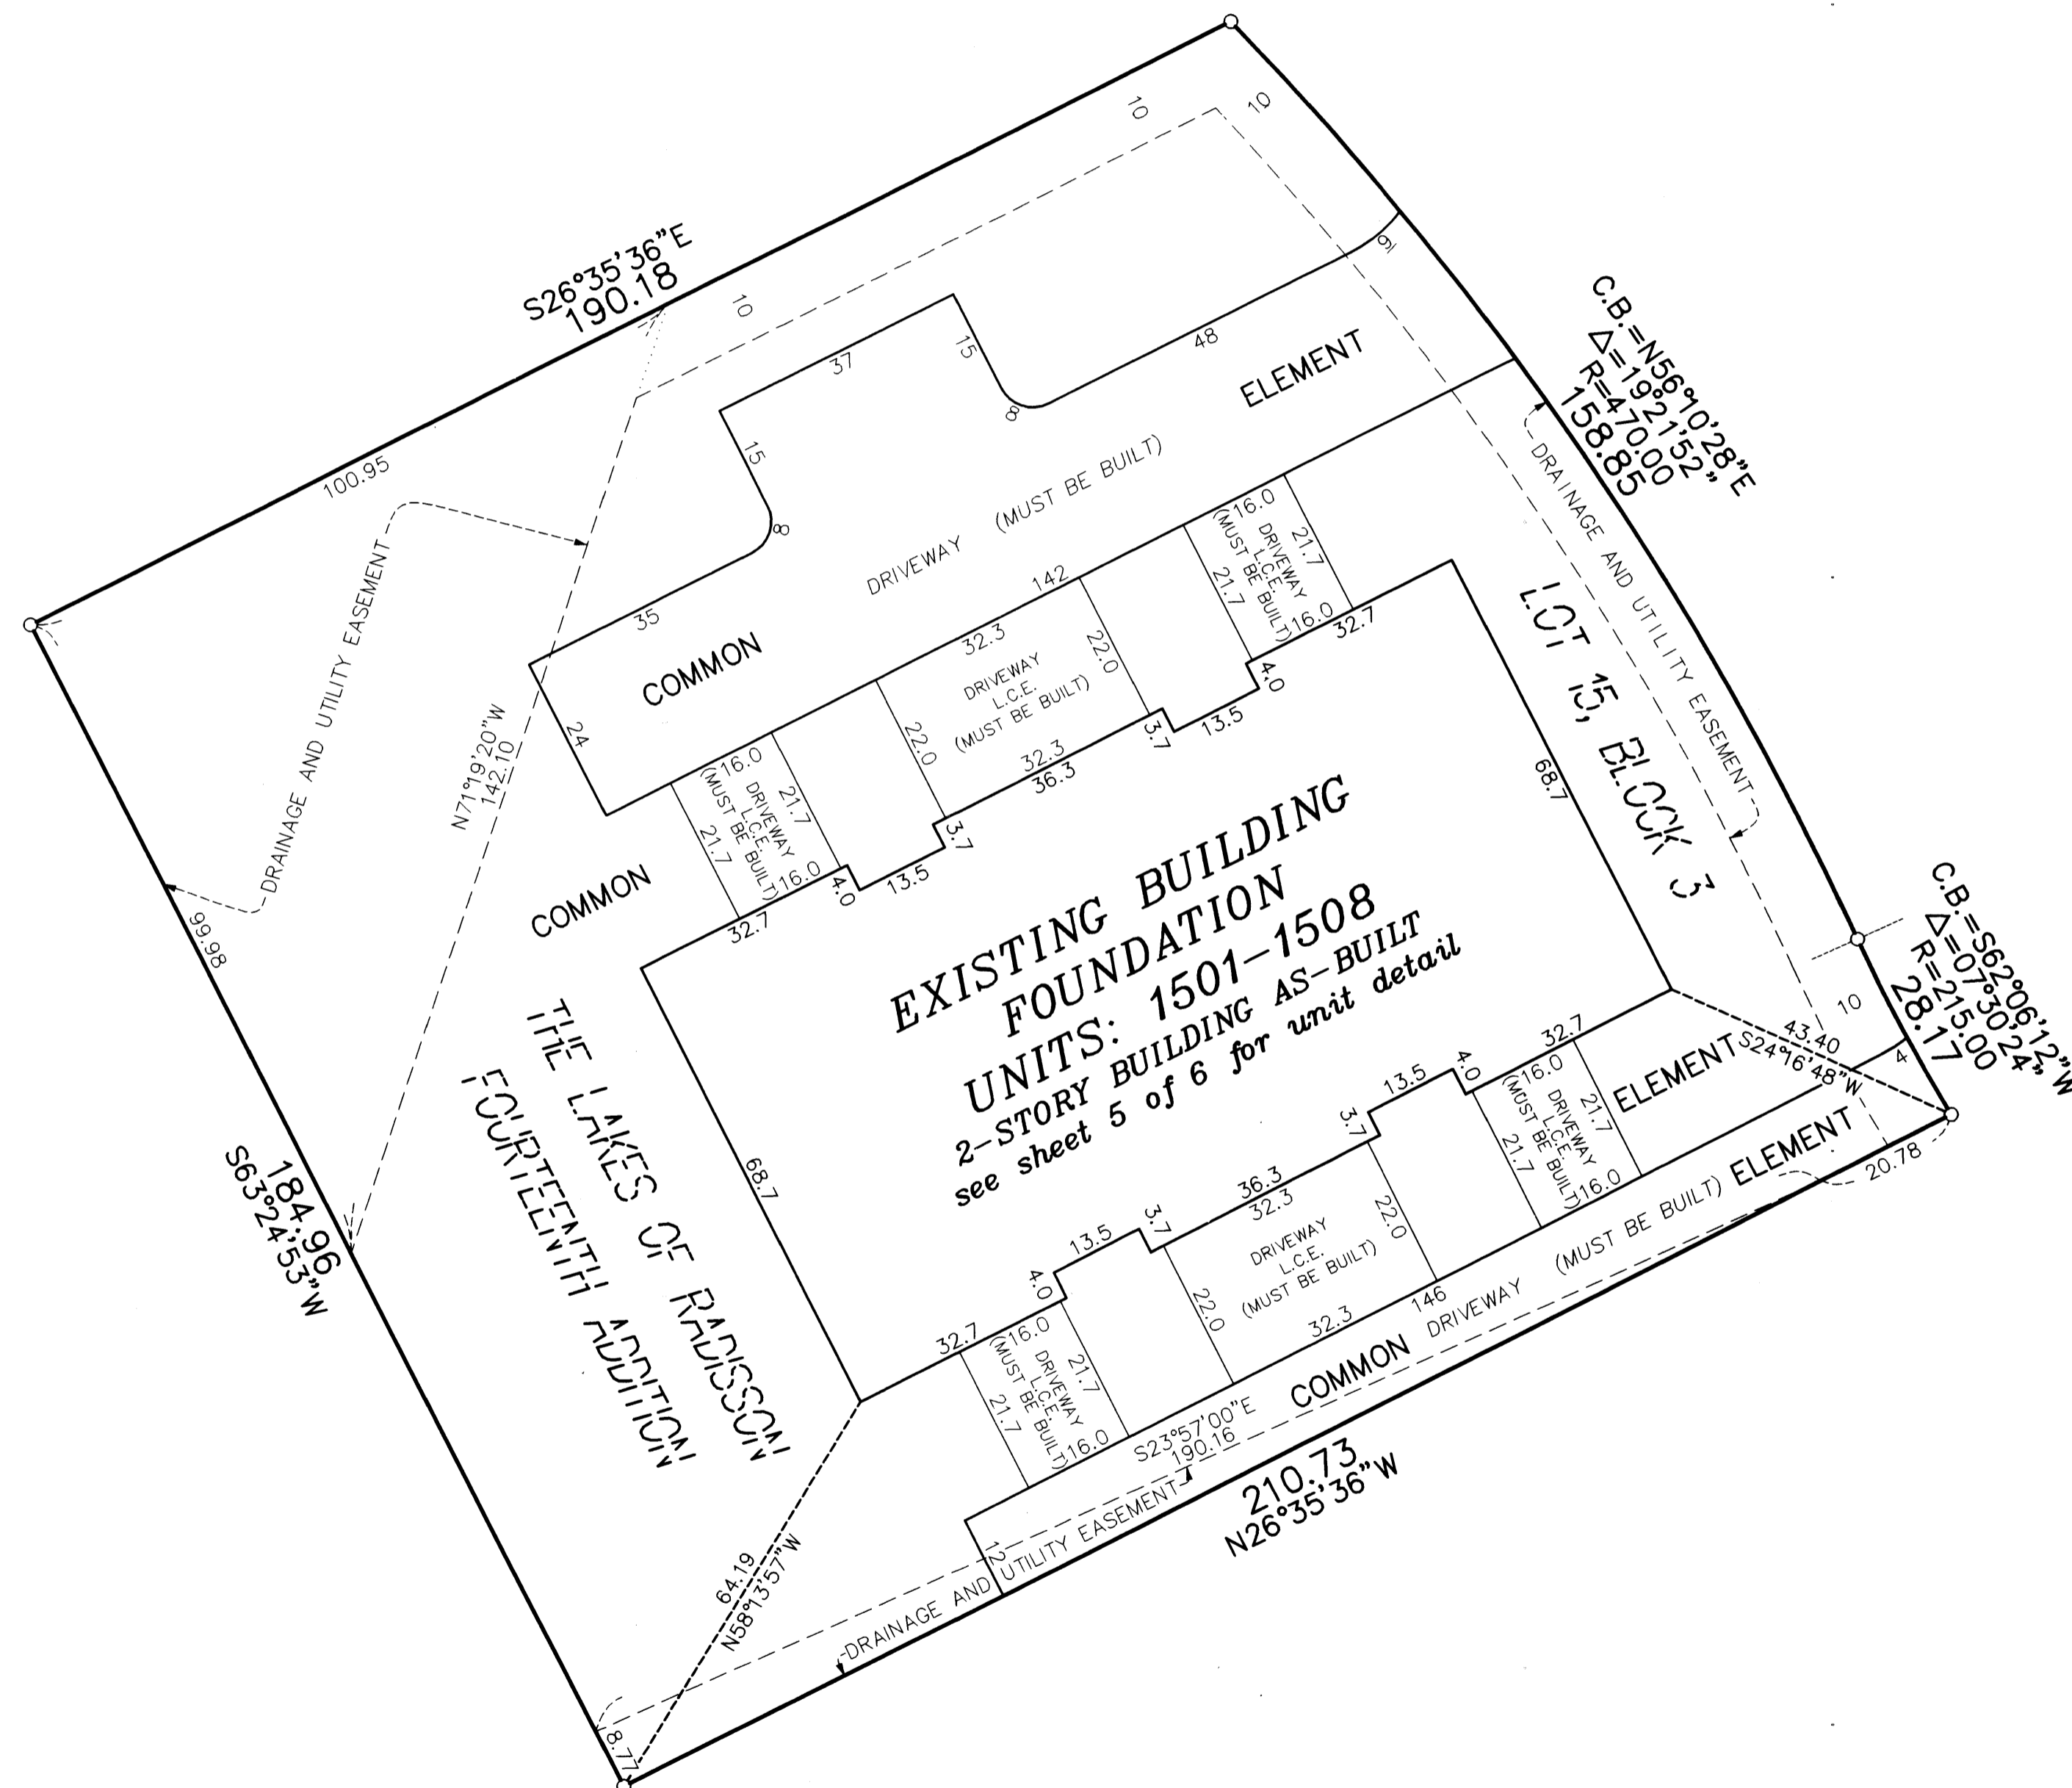 S26°35'36"E
190.18
10
10
10
100.95
DRAINAGE AND UTILITY EASEMENT
99.98
N71°19'20"W
142.10
184.96
S63°24'53"W
37
15
15
8
8
48
9
35
24
COMMON
DRIVEWAY (MUST BE BUILT)
ELEMENT
142
C.B.=N56°10'28"E
Δ=19°21'52"
R=470.00
158.85
DRAINAGE AND UTILITY EASEMENT
LOT 15, BLOCK 3
C.B.=S62°06'12"W
Δ=07°30'24"
R=215.00
28.17
10
4
16.0
DRIVEWAY
L.C.E.
(MUST BE BUILT)
21.7
21.7
16.0
32.7
4.0
13.5
3.7
32.3
22.0
DRIVEWAY
L.C.E.
(MUST BE BUILT)
22.0
32.3
36.3
3.7
13.5
4.0
16.0
DRIVEWAY
L.C.E.
(MUST BE BUILT)
21.7
21.7
16.0
32.7
COMMON
68.7
68.7
EXISTING BUILDING
FOUNDATION
UNITS: 1501-1508
2-STORY BUILDING AS-BUILT
see sheet 5 of 6 for unit detail
THE LAKES OF RADISSON
FOURTEENTH ADDITION
32.7
4.0
13.5
3.7
36.3
32.3
3.7
13.5
4.0
32.7
16.0
DRIVEWAY
L.C.E.
(MUST BE BUILT)
21.7
21.7
16.0
22.0
DRIVEWAY
L.C.E.
(MUST BE BUILT)
22.0
32.3
16.0
DRIVEWAY
L.C.E.
(MUST BE BUILT)
21.7
21.7
16.0
ELEMENT
43.40
S24°16'48"W
146
COMMON DRIVEWAY (MUST BE BUILT) ELEMENT
20.78
S23°57'00"E
190.16
12
DRAINAGE AND UTILITY EASEMENT
210.73
N26°35'36"W
64.19
N58°13'57"W
8.77